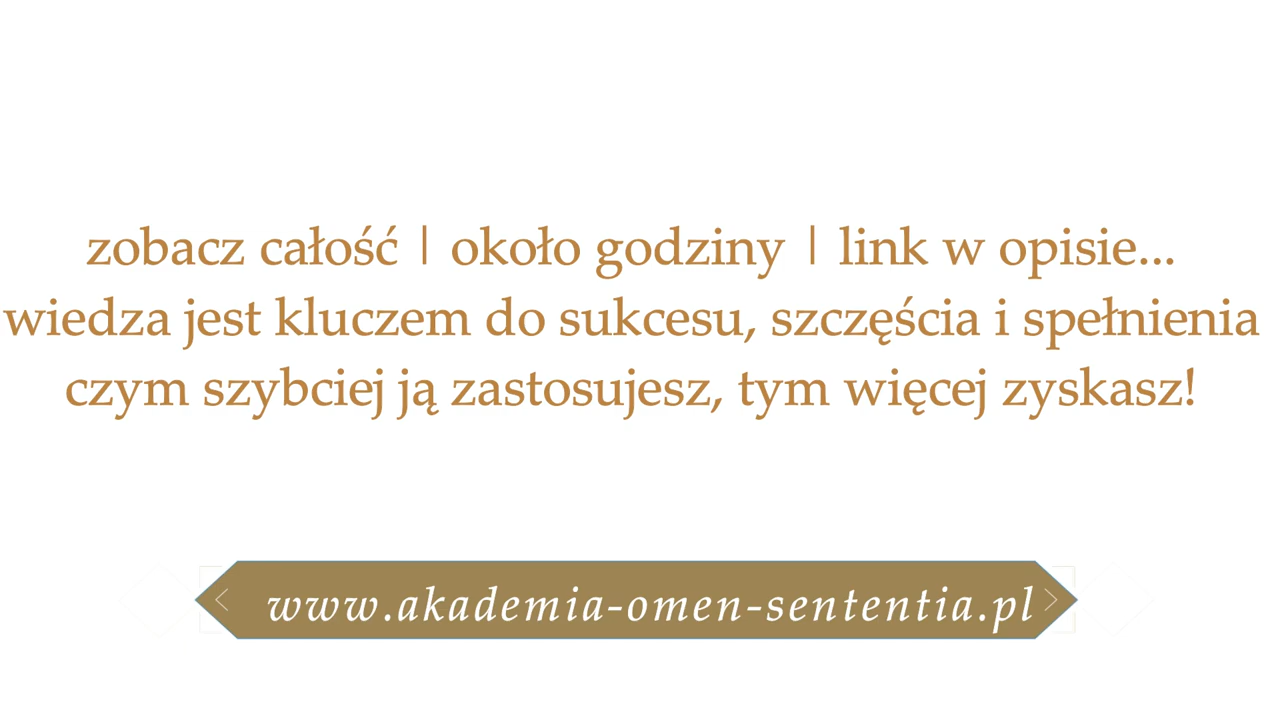 zobacz całość | około godziny | link w opisie...
wiedza jest kluczem do sukcesu, szczęścia i spełnienia
czym szybciej ją zastosujesz, tym więcej zyskasz!
www.akademia-omen-sententia.pl